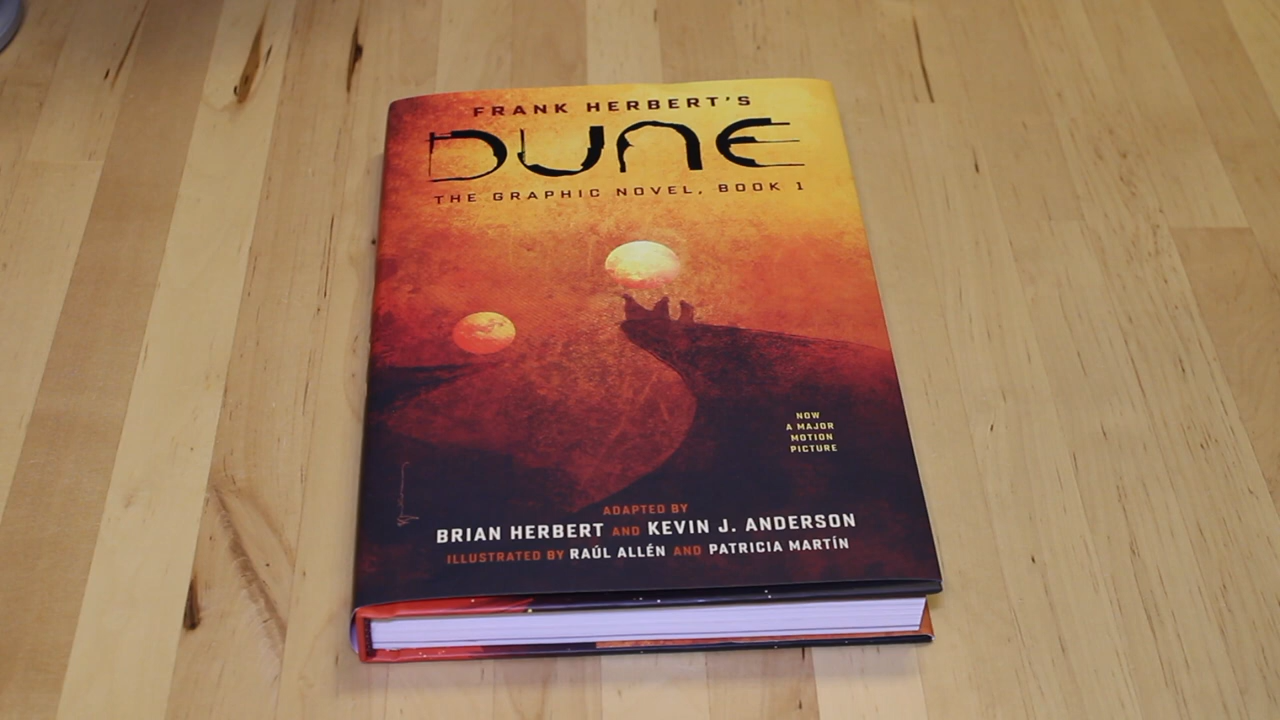 FRANK HERBERT'S
DUNE
THE GRAPHIC NOVEL, BOOK 1
NOW
A MAJOR
MOTION
PICTURE
ADAPTED BY
BRIAN HERBERT AND KEVIN J. ANDERSON
ILLUSTRATED BY RAÚL ALLÉN AND PATRICIA MARTÍN